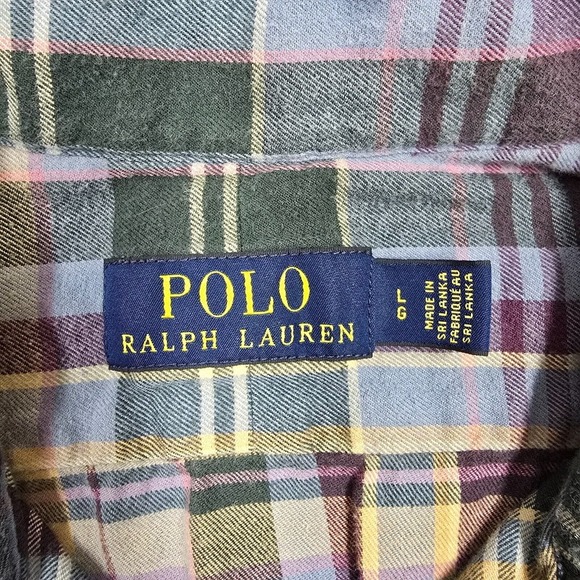 POLO
RALPH LAUREN
L
G
MADE IN
SRI LANKA
FABRIQUÉ AU
SRI LANKA